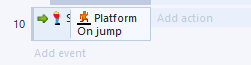 10 S Platform Add action
On jump
Add event